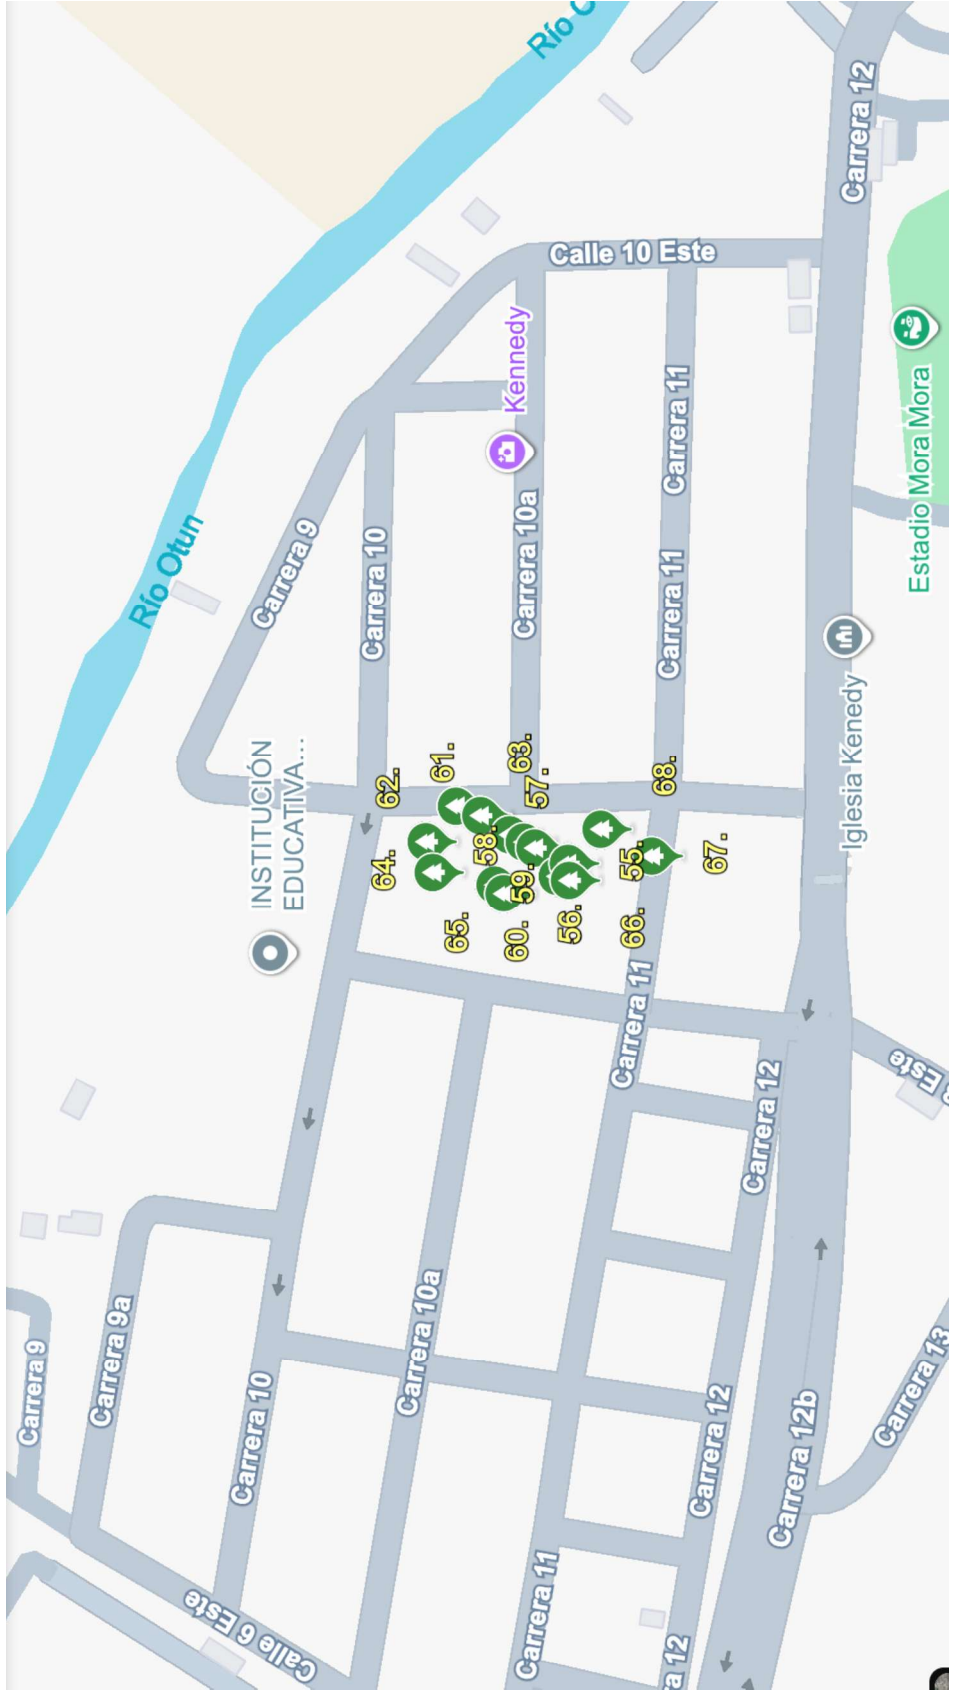 Río O
Carrera 12
Calle 10 Este
Kennedy
Carrera 11
Estadio Mora Mora
Río Otun
Carrera 9
Carrera 10
Carrera 10a
Carrera 11
Iglesia Kenedy
INSTITUCIÓN
EDUCATIVA...
61.
62.
63.
57.
68.
58.
64.
59.
55.
67.
65.
60.
56.
66.
Carrera 11
Este
Carrera 12
Carrera 9
Carrera 9a
Carrera 10
Carrera 10a
Carrera 12
Carrera 12b
Carrera 13
Calle 6 Este
Carrera 11
ra 12